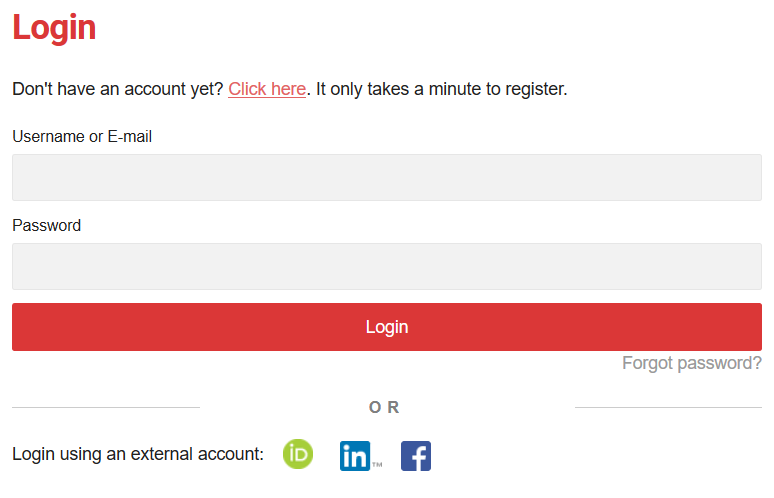 Login
Don't have an account yet? Click here. It only takes a minute to register.
Username or E-mail
Password
Login
Forgot password?
OR
Login using an external account: iD in™ f